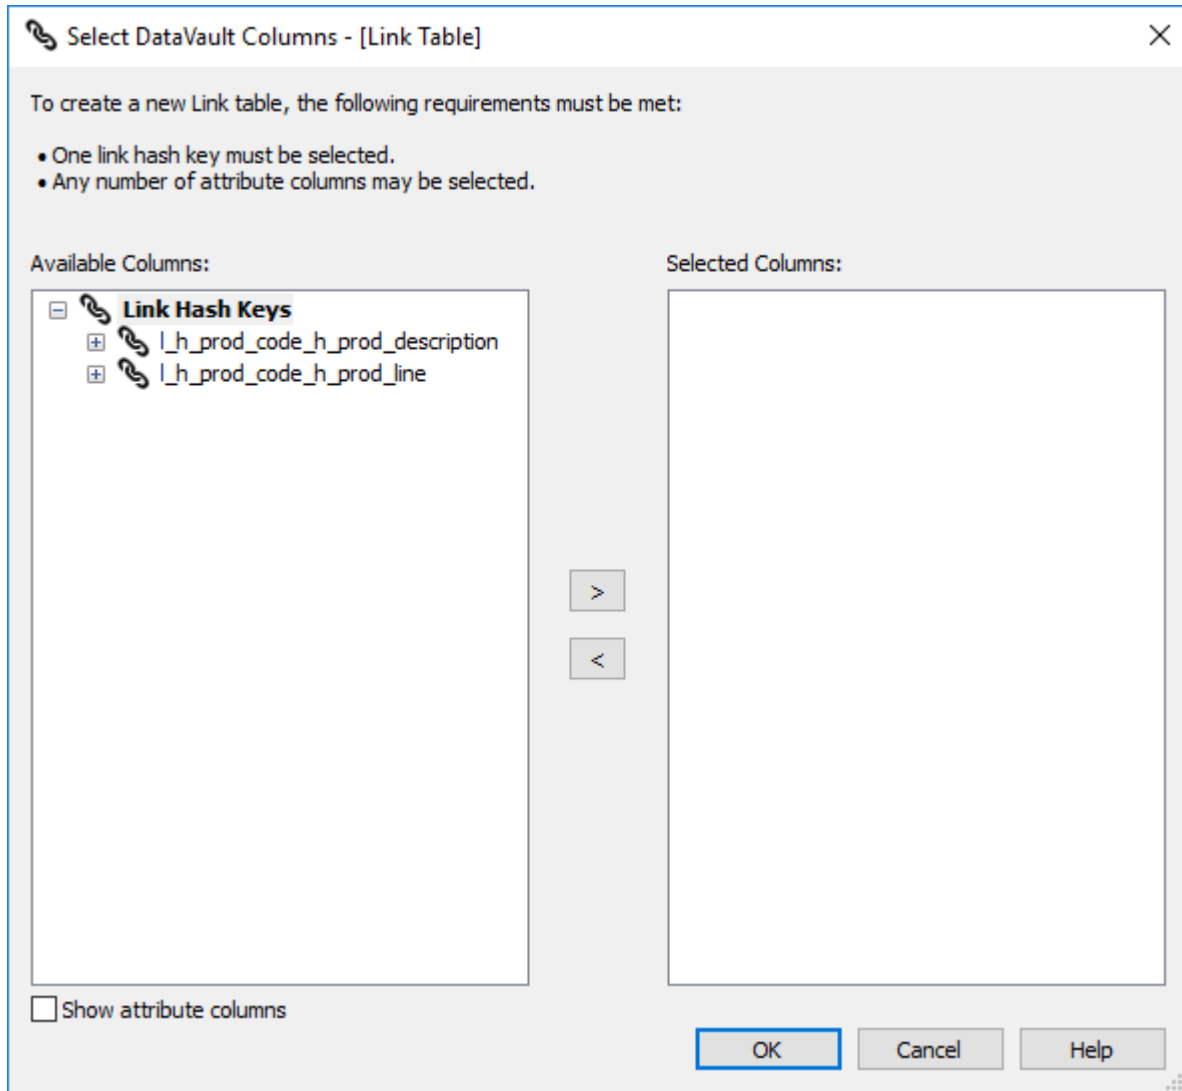 Select DataVault Columns - [Link Table]
To create a new Link table, the following requirements must be met:
• One link hash key must be selected.
• Any number of attribute columns may be selected.
Available Columns:
Selected Columns:
Link Hash Keys
l_h_prod_code_h_prod_description
l_h_prod_code_h_prod_line
>
<
Show attribute columns
OK
Cancel
Help